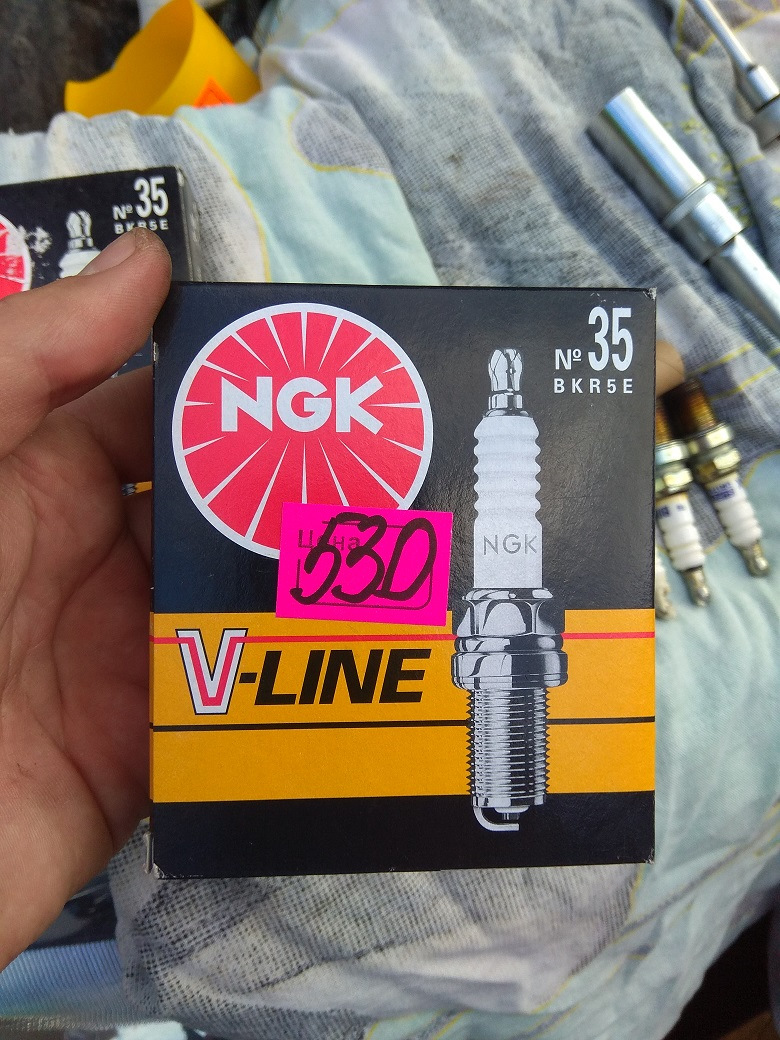 № 35
BKR5E
№ 35
BKR5E
NGK
NGK
Цена
530
V-LINE